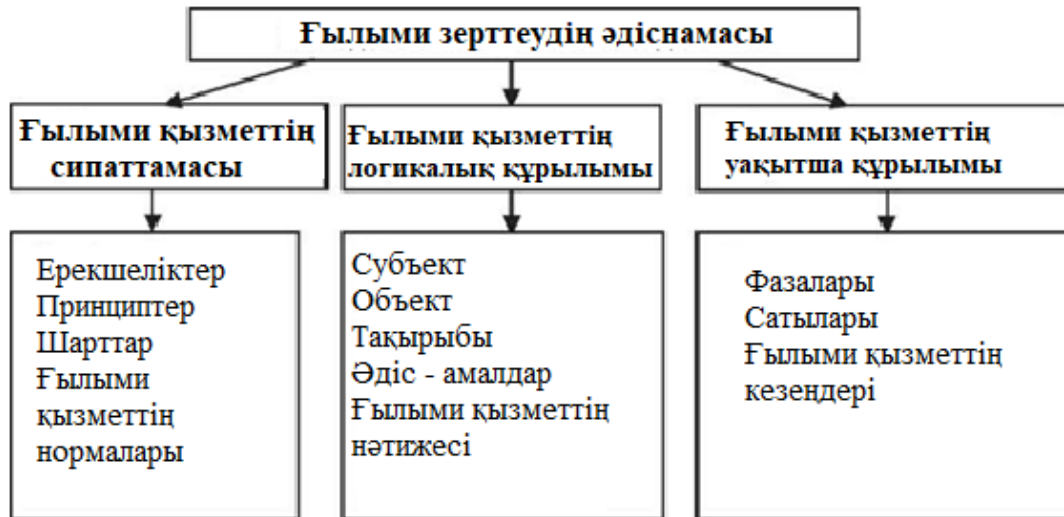 Ғылыми зерттеудің әдіснамасы
Ғылыми қызметтің
сипаттамасы
Ғылыми қызметтің
логикалық құрылымы
Ғылыми қызметтің
уақытша құрылымы
Ерекшеліктер
Принциптер
Шарттар
Ғылыми
қызметтің
нормалары
Субъект
Объект
Тақырыбы
Әдіс - амалдар
Ғылыми қызметтің
нәтижесі
Фазалары
Сатылары
Ғылыми қызметтің
кезеңдері